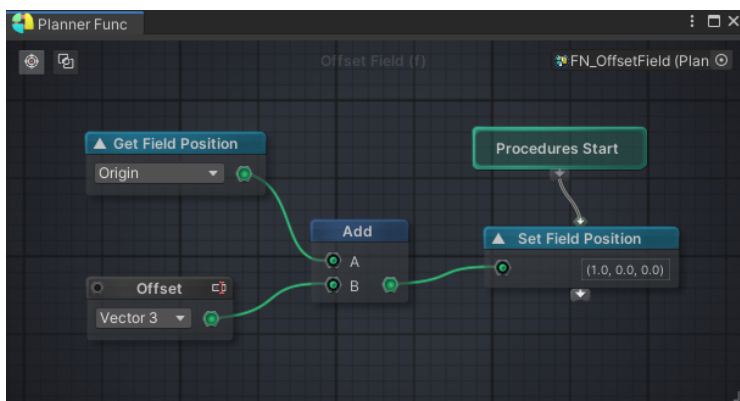 Planner Func
Offset Field (f)
FN_OffsetField (Plan
Get Field Position
Origin
Procedures Start
Add
A
B
Set Field Position
(1.0, 0.0, 0.0)
Offset
Vector 3